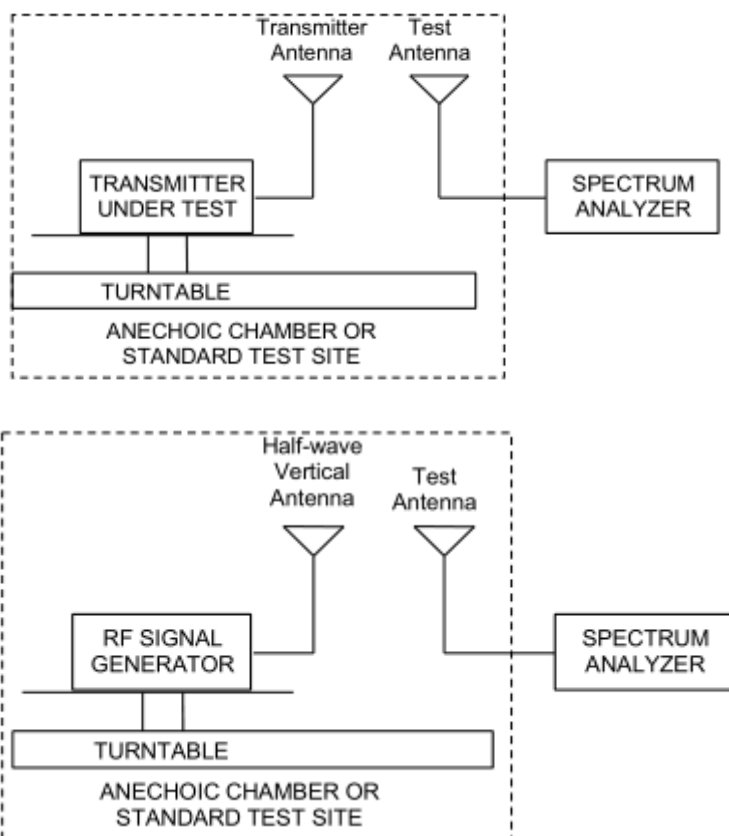 Transmitter
Antenna
Test
Antenna
TRANSMITTER
UNDER TEST
SPECTRUM
ANALYZER
TURNTABLE
ANECHOIC CHAMBER OR
STANDARD TEST SITE
Half-wave
Vertical
Antenna
Test
Antenna
RF SIGNAL
GENERATOR
SPECTRUM
ANALYZER
TURNTABLE
ANECHOIC CHAMBER OR
STANDARD TEST SITE